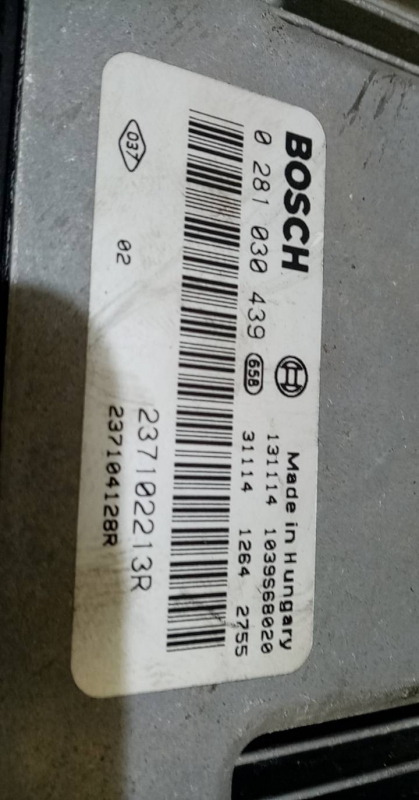 BOSCH
0 281 030 439 658
Made in Hungary
131114 1039S68020
31114 1264 2755
037
02
237102213R
237104128R